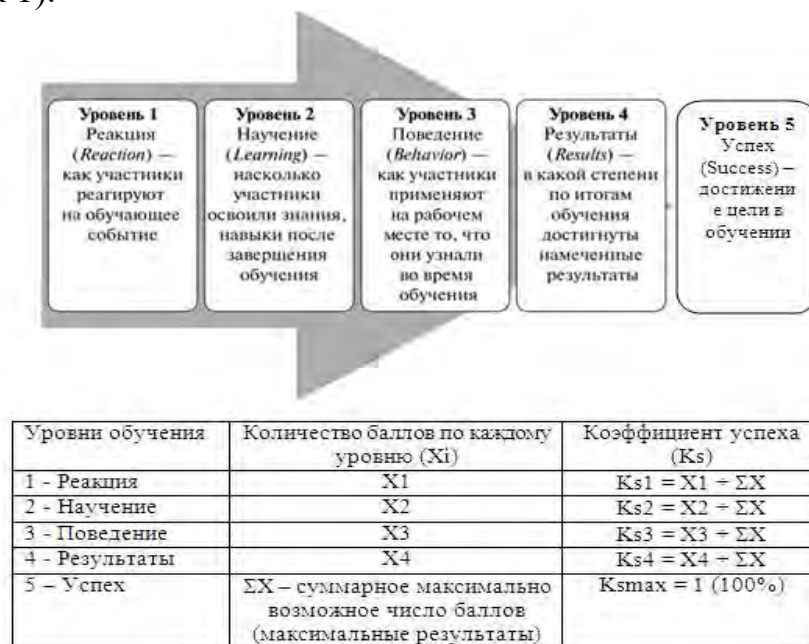 к 1).
Уровень 1
Реакция
(Reaction) —
как участники
реагируют
на обучающее
событие
Уровень 2
Научение
(Learning) —
насколько
участники
освоили знания,
навыки после
завершения
обучения
Уровень 3
Поведение
(Behavior) —
как участники
применяют
на рабочем
месте то, что
они узнали
во время
обучения
Уровень 4
Результаты
(Results) —
в какой степени
по итогам
обучения
достигнуты
намеченные
результаты
Уровень 5
Успех
(Success) –
достижени
е цели в
обучении
Уровни обучения
Количество баллов по каждому
уровню (Xi)
Коэффициент успеха
(Ks)
1 - Реакция
X1
Ks1 = X1 ÷ ΣX
2 - Научение
X2
Ks2 = X2 ÷ ΣX
3 - Поведение
X3
Ks3 = X3 ÷ ΣX
4 - Результаты
X4
Ks4 = X4 ÷ ΣX
5 – Успех
ΣX – суммарное максимально
возможное число баллов
(максимальные результаты)
Ksmax = 1 (100%)